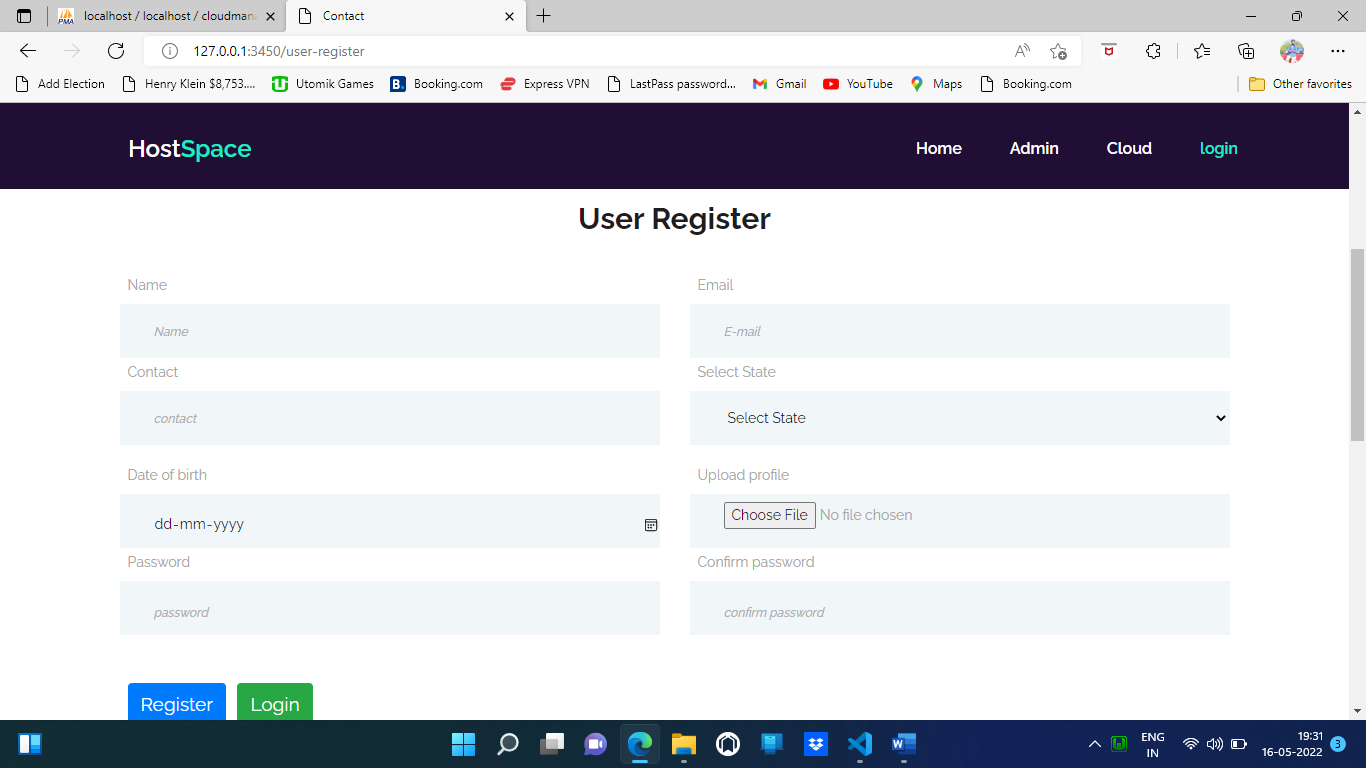 localhost / localhost / cloudmana
Contact
127.0.0.1:3450/user-register
Add Election
Henry Klein $8,753....
Utomik Games
Booking.com
Express VPN
LastPass password...
Gmail
YouTube
Maps
Booking.com
Other favorites
HostSpace
Home
Admin
Cloud
login
User Register
Name
Email
Name
E-mail
Contact
Select State
contact
Select State
Date of birth
Upload profile
dd-mm-yyyy
Choose File No file chosen
Password
Confirm password
password
confirm password
Register
Login
ENG
IN
19:31
16-05-2022
3